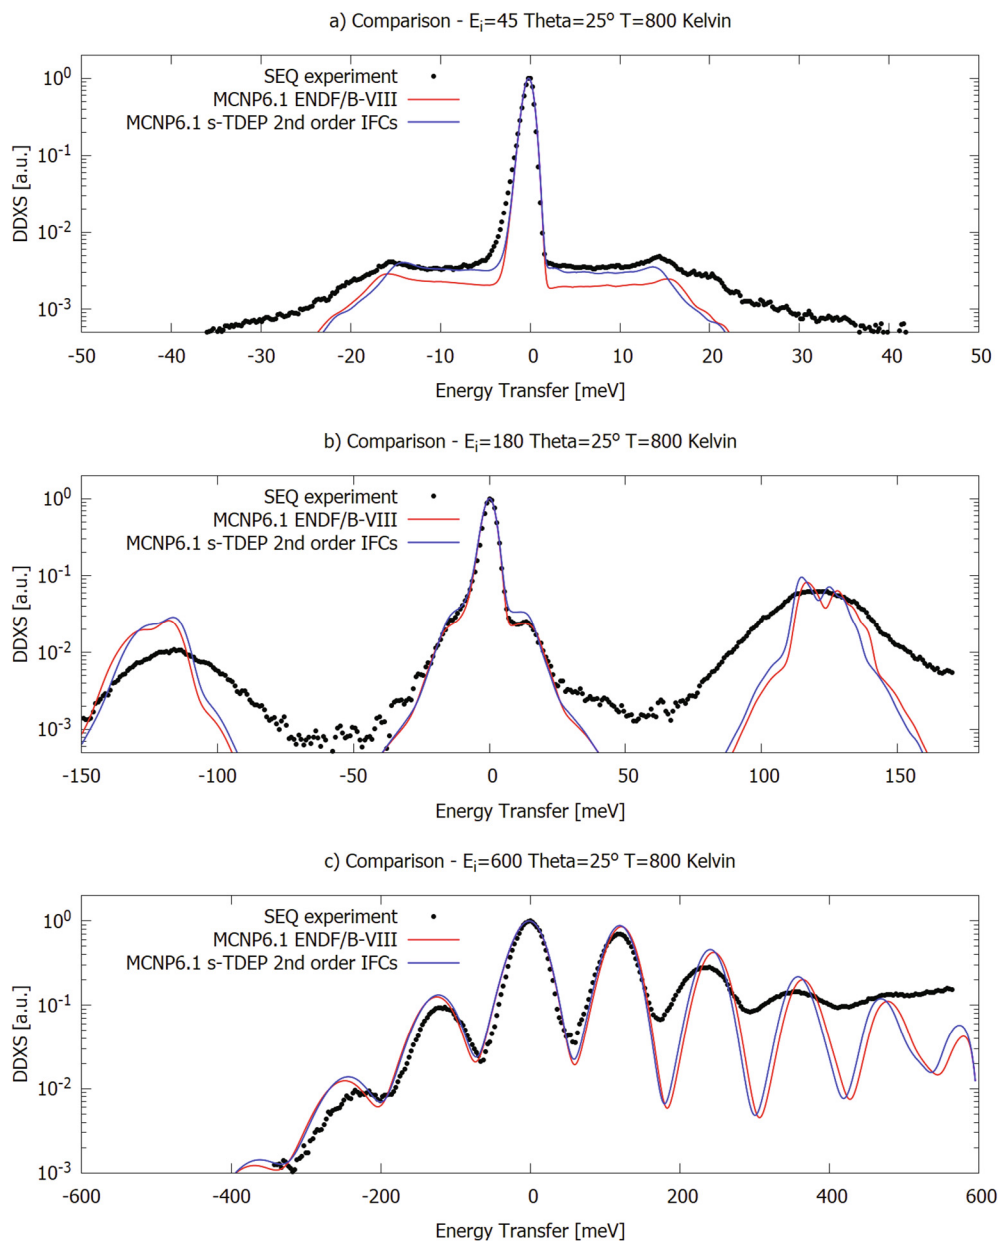 a) Comparison - Eᵢ=45 Theta=25° T=800 Kelvin
10⁰
10⁻¹
10⁻²
10⁻³
DDXS [a.u.]
SEQ experiment
MCNP6.1 ENDF/B-VIII
MCNP6.1 s-TDEP 2nd order IFCs
-50 -40 -30 -20 -10 0 10 20 30 40 50
Energy Transfer [meV]
b) Comparison - Eᵢ=180 Theta=25° T=800 Kelvin
10⁰
10⁻¹
10⁻²
10⁻³
DDXS [a.u.]
SEQ experiment
MCNP6.1 ENDF/B-VIII
MCNP6.1 s-TDEP 2nd order IFCs
-150 -100 -50 0 50 100 150
Energy Transfer [meV]
c) Comparison - Eᵢ=600 Theta=25° T=800 Kelvin
10⁰
10⁻¹
10⁻²
10⁻³
DDXS [a.u.]
SEQ experiment
MCNP6.1 ENDF/B-VIII
MCNP6.1 s-TDEP 2nd order IFCs
-600 -400 -200 0 200 400 600
Energy Transfer [meV]